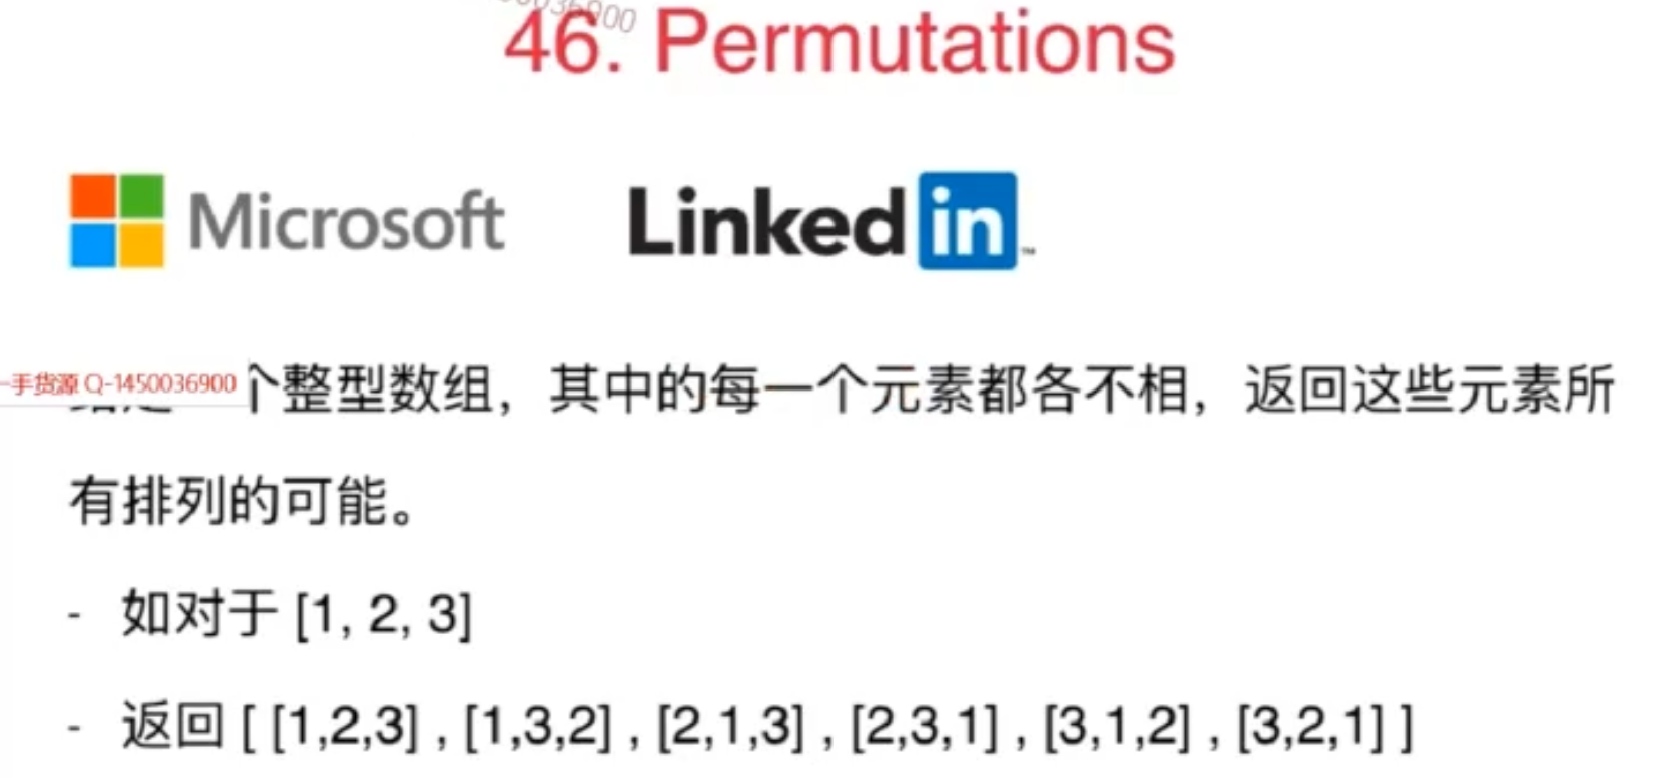 46. Permutations
Microsoft Linked in ™
一手货源 Q-1450036900
个整型数组，其中的每一个元素都各不相，返回这些元素所
有排列的可能。
- 如对于 [1, 2, 3]
- 返回 [ [1,2,3] , [1,3,2] , [2,1,3] , [2,3,1] , [3,1,2] , [3,2,1] ]